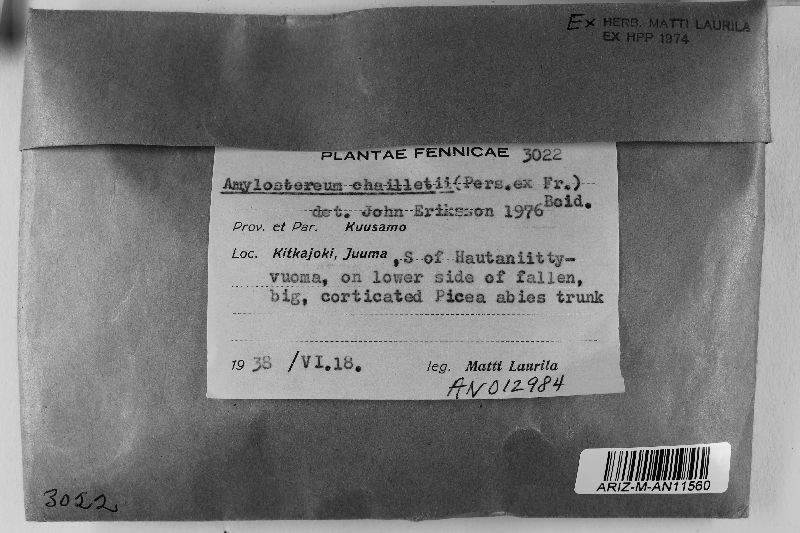 Ex HERB. MATTI LAURILA
EX HPP 1974
PLANTAE FENNICAE 3022
Amylostereum chailletii (Pers.ex Fr.)
Boid.
det. John Eriksson 1976
Prov. et Par. Kuusamo
Loc. Kitkajoki, Juuma, S of Hautaniitty-
vuoma, on lower side of fallen,
big, corticated Picea abies trunk
19 38 /VI.18. leg. Matti Laurila
AN012984
3022
ARIZ-M-AN11560